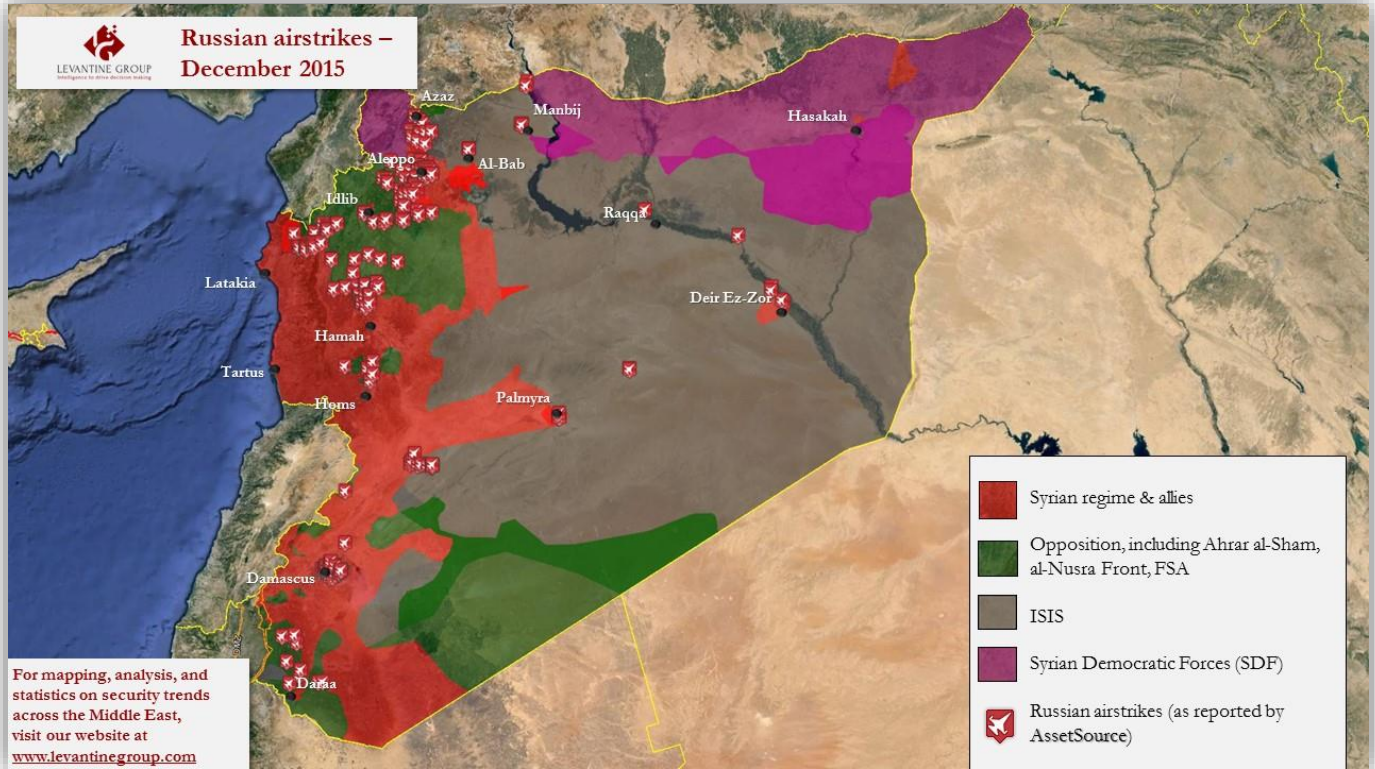 LEVANTINE GROUP
Intelligence to drive decision making
Russian airstrikes –
December 2015
Azaz
Manbij
Hasakah
Aleppo
Al-Bab
Idlib
Raqqa
Latakia
Deir Ez-Zor
Hamah
Tartus
Palmyra
Homs
Damascus
Daraa
Syrian regime & allies
Opposition, including Ahrar al-Sham,
al-Nusra Front, FSA
ISIS
Syrian Democratic Forces (SDF)
Russian airstrikes (as reported by
AssetSource)
For mapping, analysis, and
statistics on security trends
across the Middle East,
visit our website at
www.levantinegroup.com